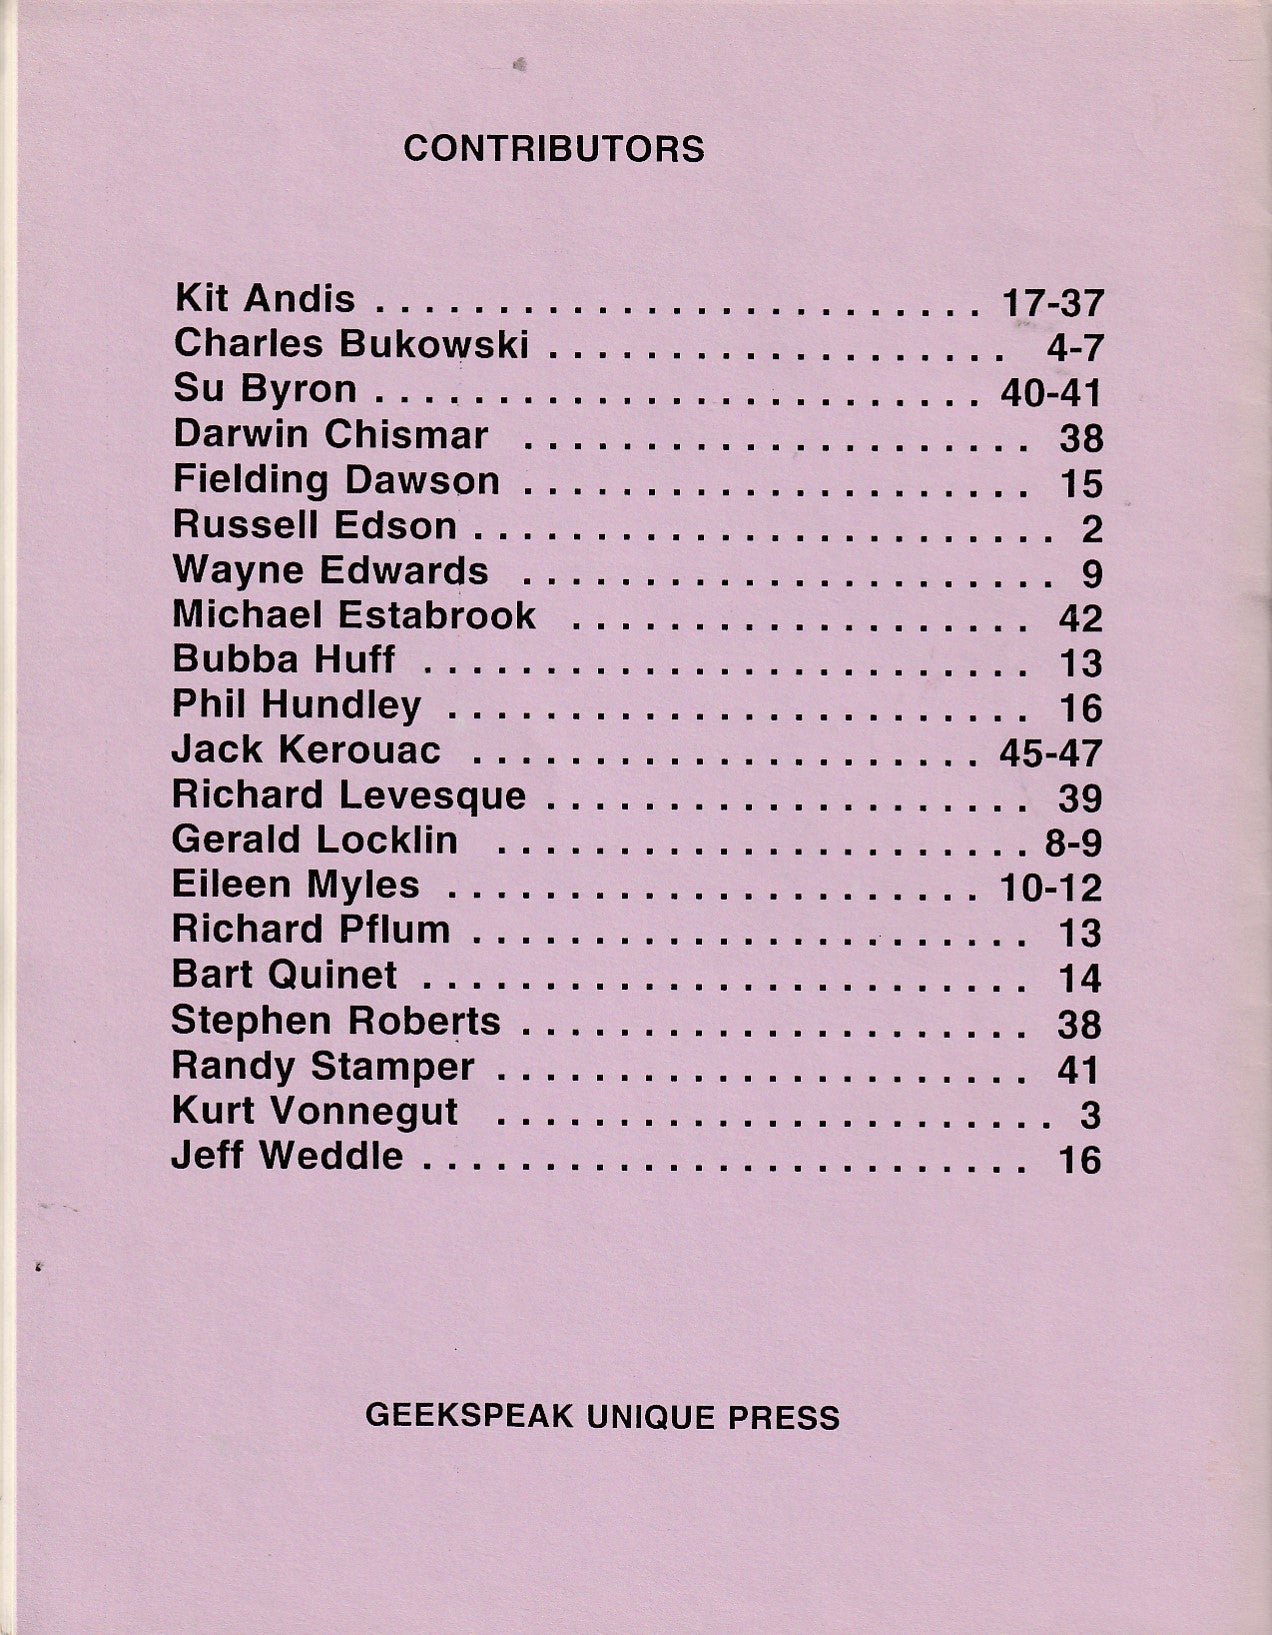 CONTRIBUTORS
Kit Andis . . . . . . . . . . . . . . . . . . . . . . . . . 17-37
Charles Bukowski . . . . . . . . . . . . . . . . . . . 4-7
Su Byron . . . . . . . . . . . . . . . . . . . . . . . . . 40-41
Darwin Chismar . . . . . . . . . . . . . . . . . . . . . 38
Fielding Dawson . . . . . . . . . . . . . . . . . . . . . 15
Russell Edson . . . . . . . . . . . . . . . . . . . . . . . . 2
Wayne Edwards . . . . . . . . . . . . . . . . . . . . . . 9
Michael Estabrook . . . . . . . . . . . . . . . . . . . 42
Bubba Huff . . . . . . . . . . . . . . . . . . . . . . . . . 13
Phil Hundley . . . . . . . . . . . . . . . . . . . . . . . . 16
Jack Kerouac . . . . . . . . . . . . . . . . . . . . . 45-47
Richard Levesque . . . . . . . . . . . . . . . . . . . . 39
Gerald Locklin . . . . . . . . . . . . . . . . . . . . . . 8-9
Eileen Myles . . . . . . . . . . . . . . . . . . . . . . 10-12
Richard Pflum . . . . . . . . . . . . . . . . . . . . . . . 13
Bart Quinet . . . . . . . . . . . . . . . . . . . . . . . . . 14
Stephen Roberts . . . . . . . . . . . . . . . . . . . . . 38
Randy Stamper . . . . . . . . . . . . . . . . . . . . . . 41
Kurt Vonnegut . . . . . . . . . . . . . . . . . . . . . . . 3
Jeff Weddle . . . . . . . . . . . . . . . . . . . . . . . . . 16
GEEKSPEAK UNIQUE PRESS